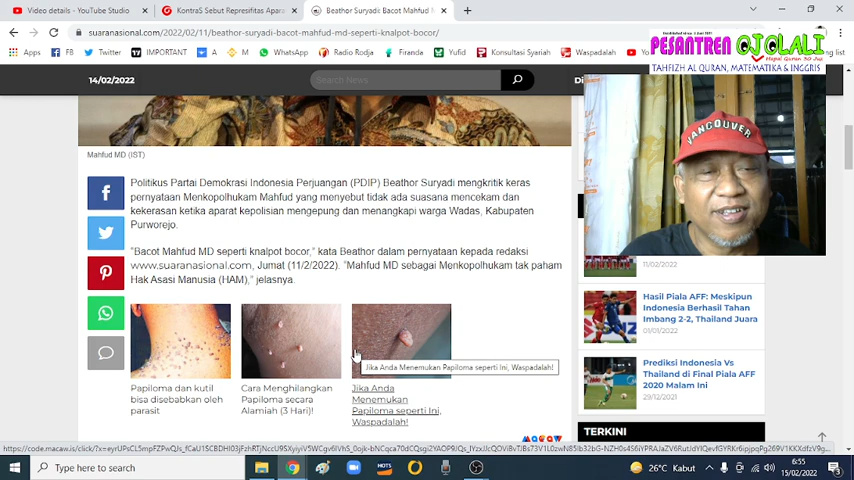 Video details - YouTube Studio
KontraS Sebut Represifitas Aparat
Beathor Suryadi: Bacot Mahfud M
suaranasional.com/2022/02/11/beathor-suryadi-bacot-mahfud-md-seperti-knalpot-bocor/
Apps
FB
Twitter
IMPORTANT
A
M
WhatsApp
Radio Rodja
Firanda
Yufid
Konsultasi Syariah
Waspadalah
PESANTREN OJOLALI
Hapal Quran 30 Juz
TAHFIZH AL QURAN, MATEMATIKA & INGGRIS
14/02/2022
Search News
VANCOUVER
Mahfud MD (IST)
Politikus Partai Demokrasi Indonesia Perjuangan (PDIP) Beathor Suryadi mengkritik keras
pernyataan Menkopolhukam Mahfud yang menyebut tidak ada suasana mencekam dan
kekerasan ketika aparat kepolisian mengepung dan menangkapi warga Wadas, Kabupaten
Purworejo.
"Bacot Mahfud MD seperti knalpot bocor," kata Beathor dalam pernyataan kepada redaksi
www.suaranasional.com, Jumat (11/2/2022). "Mahfud MD sebagai Menkopolhukam tak paham
Hak Asasi Manusia (HAM)," jelasnya.
Jika Anda Menemukan Papiloma seperti Ini, Waspadalah!
Papiloma dan kutil
bisa disebabkan oleh
parasit
Cara Menghilangkan
Papiloma secara
Alamiah (3 Hari)!
Jika Anda
Menemukan
Papiloma seperti Ini,
Waspadalah!
11/02/2022
Hasil Piala AFF: Meskipun
Indonesia Berhasil Tahan
Imbang 2-2, Thailand Juara
01/01/2022
Prediksi Indonesia Vs
Thailand di Final Piala AFF
2020 Malam Ini
29/12/2021
TERKINI
Type here to search
HOTS
26°C Kabut
6:55
15/02/2022